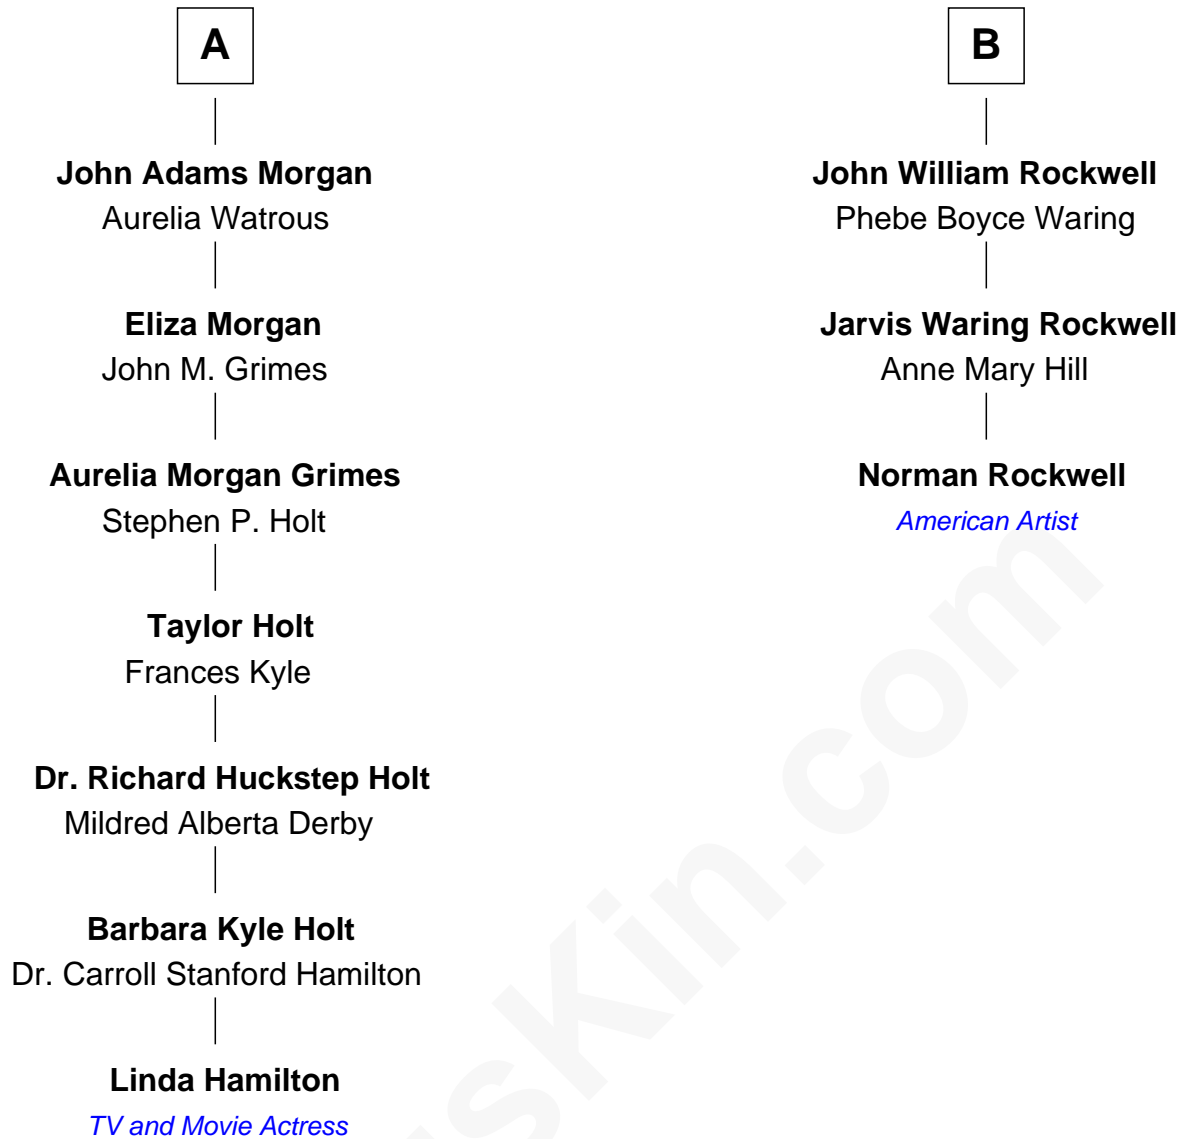 A
John Adams Morgan
Aurelia Watrous
Eliza Morgan
John M. Grimes
Aurelia Morgan Grimes
Stephen P. Holt
Taylor Holt
Frances Kyle
Dr. Richard Huckstep Holt
Mildred Alberta Derby
Barbara Kyle Holt
Dr. Carroll Stanford Hamilton
Linda Hamilton
TV and Movie Actress
B
John William Rockwell
Phebe Boyce Waring
Jarvis Waring Rockwell
Anne Mary Hill
Norman Rockwell
American Artist